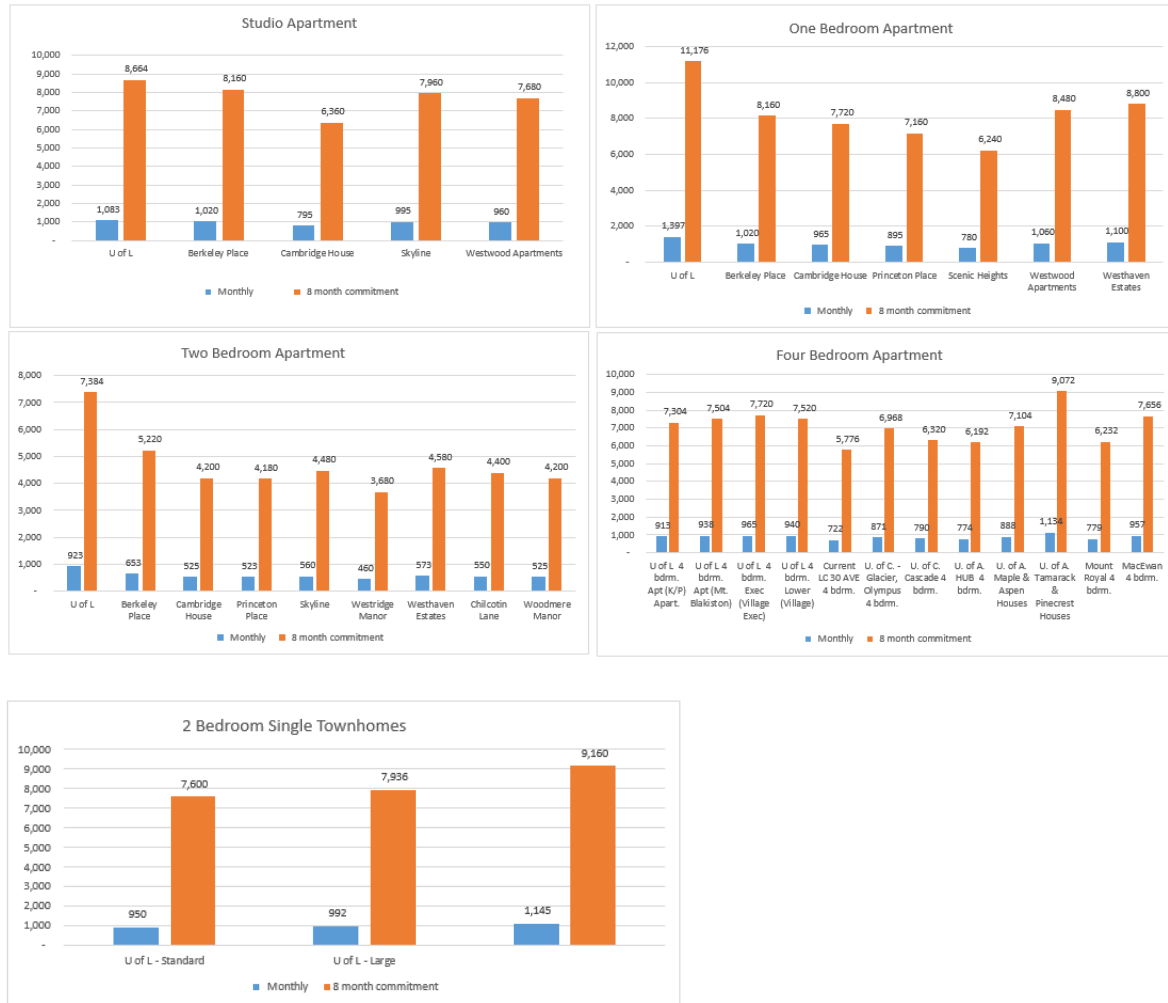 Studio Apartment
10,000
9,000
8,000
7,000
6,000
5,000
4,000
3,000
2,000
1,000
-
8,664
8,160
6,360
7,960
7,680
1,083
1,020
795
995
960
U of L
Berkeley Place
Cambridge House
Skyline
Westwood Apartments
Monthly
8 month commitment
One Bedroom Apartment
12,000
10,000
8,000
6,000
4,000
2,000
-
11,176
8,160
7,720
7,160
6,240
8,480
8,800
1,397
1,020
965
895
780
1,060
1,100
U of L
Berkeley Place
Cambridge House
Princeton Place
Scenic Heights
Westwood
Apartments
Westhaven
Estates
Monthly
8 month commitment
Two Bedroom Apartment
8,000
7,000
6,000
5,000
4,000
3,000
2,000
1,000
-
7,384
5,220
4,200
4,180
4,480
3,680
4,580
4,400
4,200
923
653
525
523
560
460
573
550
525
U of L
Berkeley
Place
Cambridge
House
Princeton
Place
Skyline
Westridge
Manor
Westhaven
Estates
Chilcotin
Lane
Woodmere
Manor
Monthly
8 month commitment
Four Bedroom Apartment
10,000
9,000
8,000
7,000
6,000
5,000
4,000
3,000
2,000
1,000
-
7,304
7,504
7,720
7,520
5,776
6,968
6,320
6,192
7,104
9,072
6,232
7,656
913
938
965
940
722
871
790
774
888
1,134
779
957
U of L 4
bdrm.
Apt (K/P)
Apart.
U of L 4
bdrm.
Apt (Mt.
Blakiston)
U of L 4
bdrm.
Exec
(Village
Exec)
U of L 4
bdrm.
Lower
(Village)
Current
LC 30 AVE
4 bdrm.
U. of C. -
Glacier,
Olympus
4 bdrm.
U. of C.
Cascade 4
bdrm.
U. of A.
HUB 4
bdrm.
U. of A.
Maple &
Aspen
Houses
U. of A.
Tamarack
&
Pinecrest
Houses
Mount
Royal 4
bdrm.
MacEwan
4 bdrm.
Monthly
8 month commitment
2 Bedroom Single Townhomes
10,000
9,000
8,000
7,000
6,000
5,000
4,000
3,000
2,000
1,000
-
7,600
7,936
9,160
950
992
1,145
U of L - Standard
U of L - Large
Monthly
8 month commitment